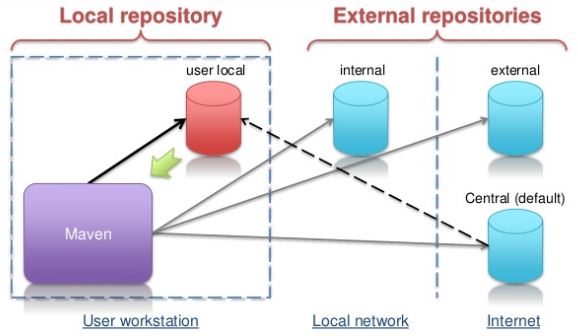 Local repository
External repositories
user local
internal
external
Central (default)
Maven
User workstation
Local network
Internet